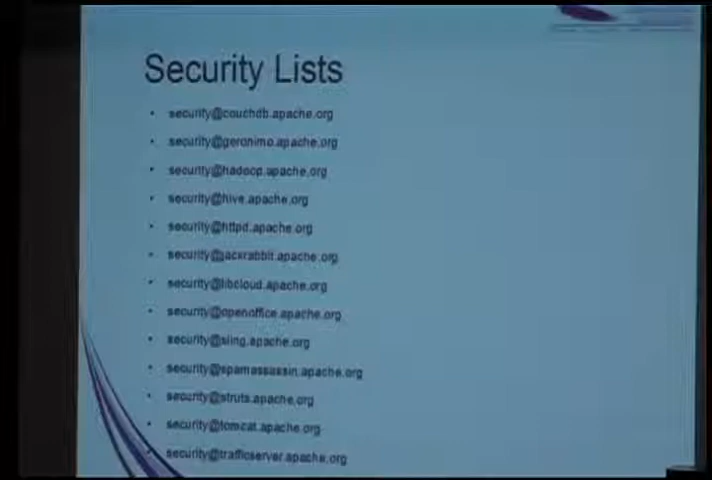 Security Lists
• security@couchdb.apache.org
• security@geronimo.apache.org
• security@hadoop.apache.org
• security@hive.apache.org
• security@httpd.apache.org
• security@jackrabbit.apache.org
• security@libcloud.apache.org
• security@openoffice.apache.org
• security@sling.apache.org
• security@spamassassin.apache.org
• security@struts.apache.org
• security@tomcat.apache.org
• security@trafficserver.apache.org